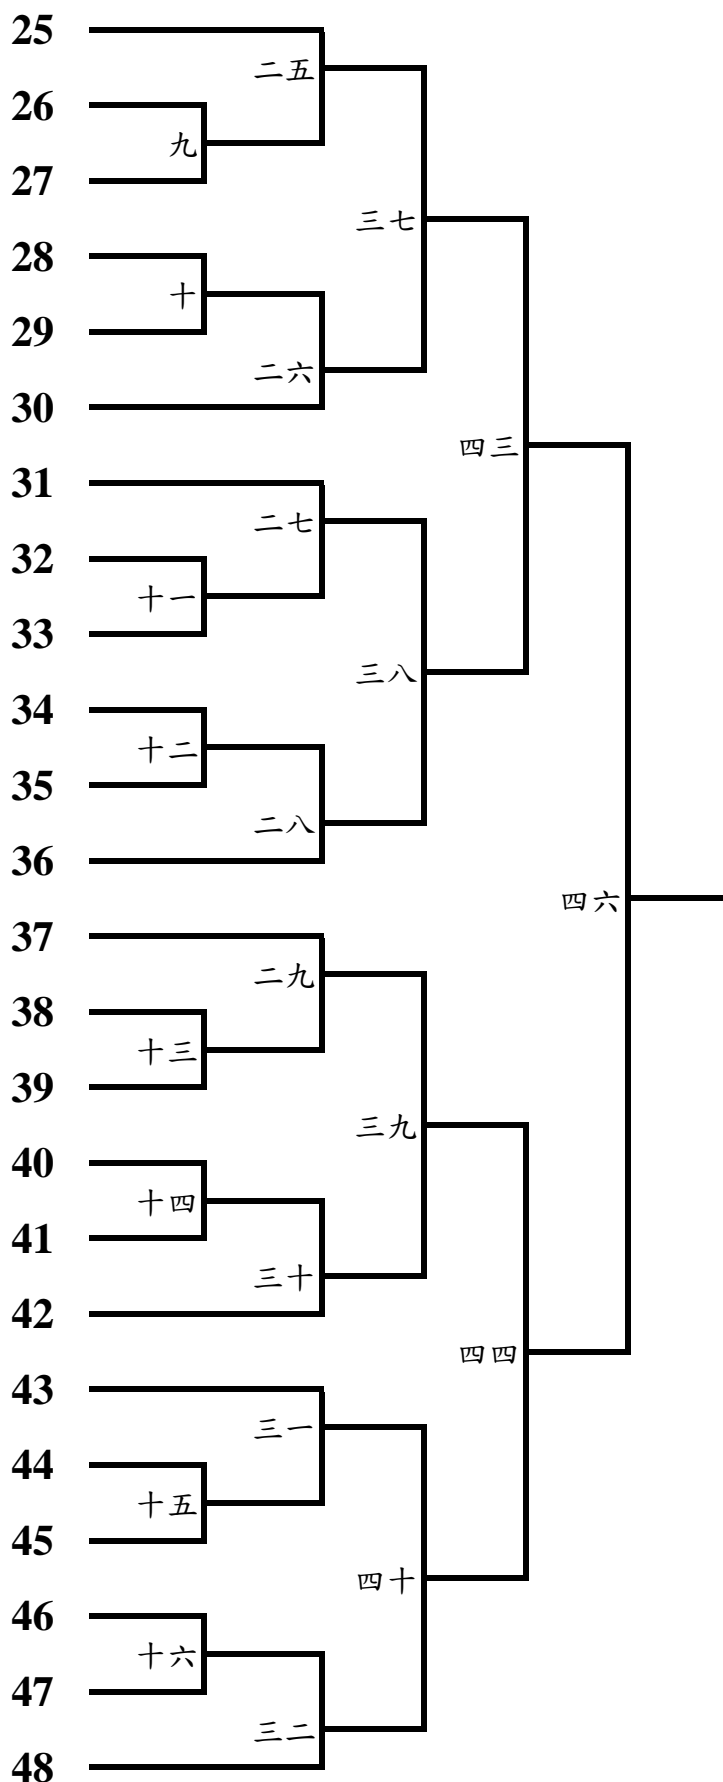 25
二五
26
九
27
三七
28
十
29
二六
30
四三
31
二七
32
十一
33
三八
34
十二
35
二八
36
四六
37
二九
38
十三
39
三九
40
十四
41
三十
42
四四
43
三一
44
十五
45
四十
46
十六
47
三二
48